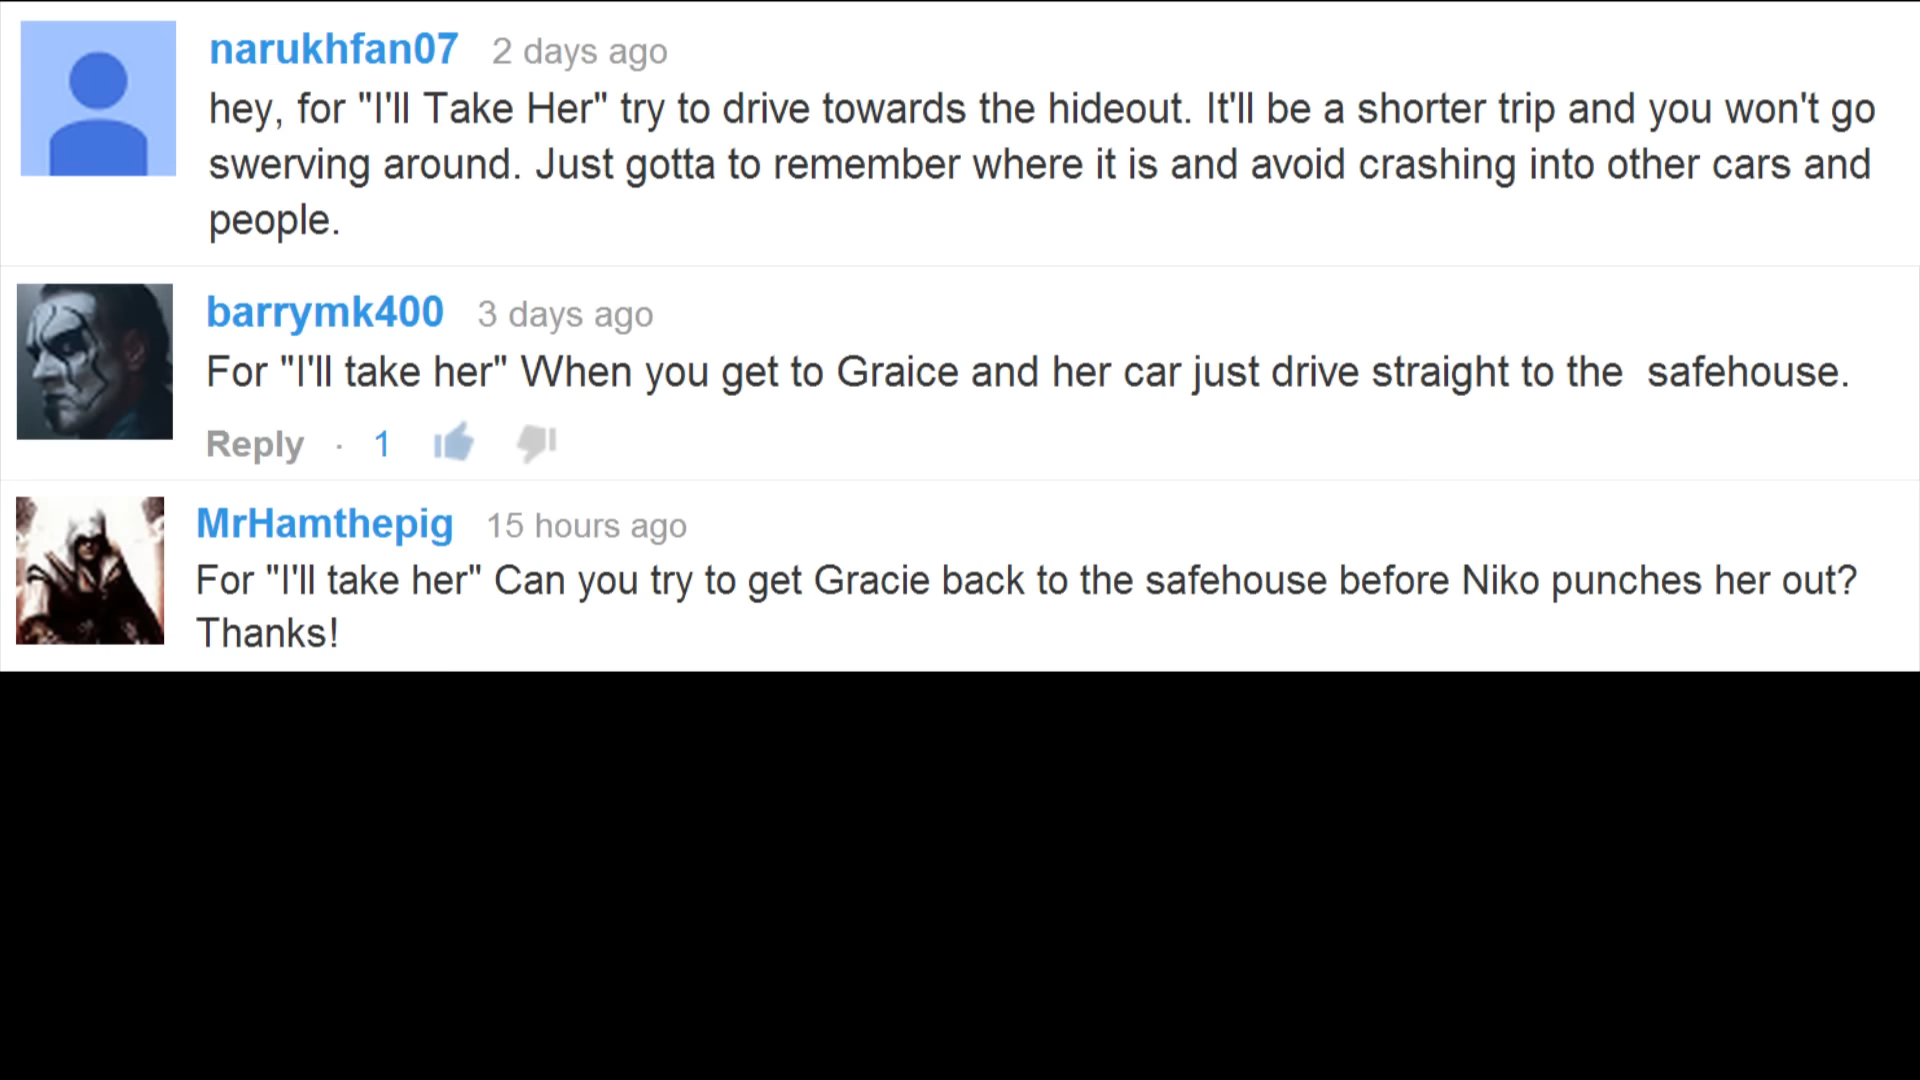 narukhfan07 2 days ago
hey, for "I'll Take Her" try to drive towards the hideout. It'll be a shorter trip and you won't go
swerving around. Just gotta to remember where it is and avoid crashing into other cars and
people.
barrymk400 3 days ago
For "I'll take her" When you get to Graice and her car just drive straight to the  safehouse.
Reply · 1
MrHamthepig 15 hours ago
For "I'll take her" Can you try to get Gracie back to the safehouse before Niko punches her out?
Thanks!